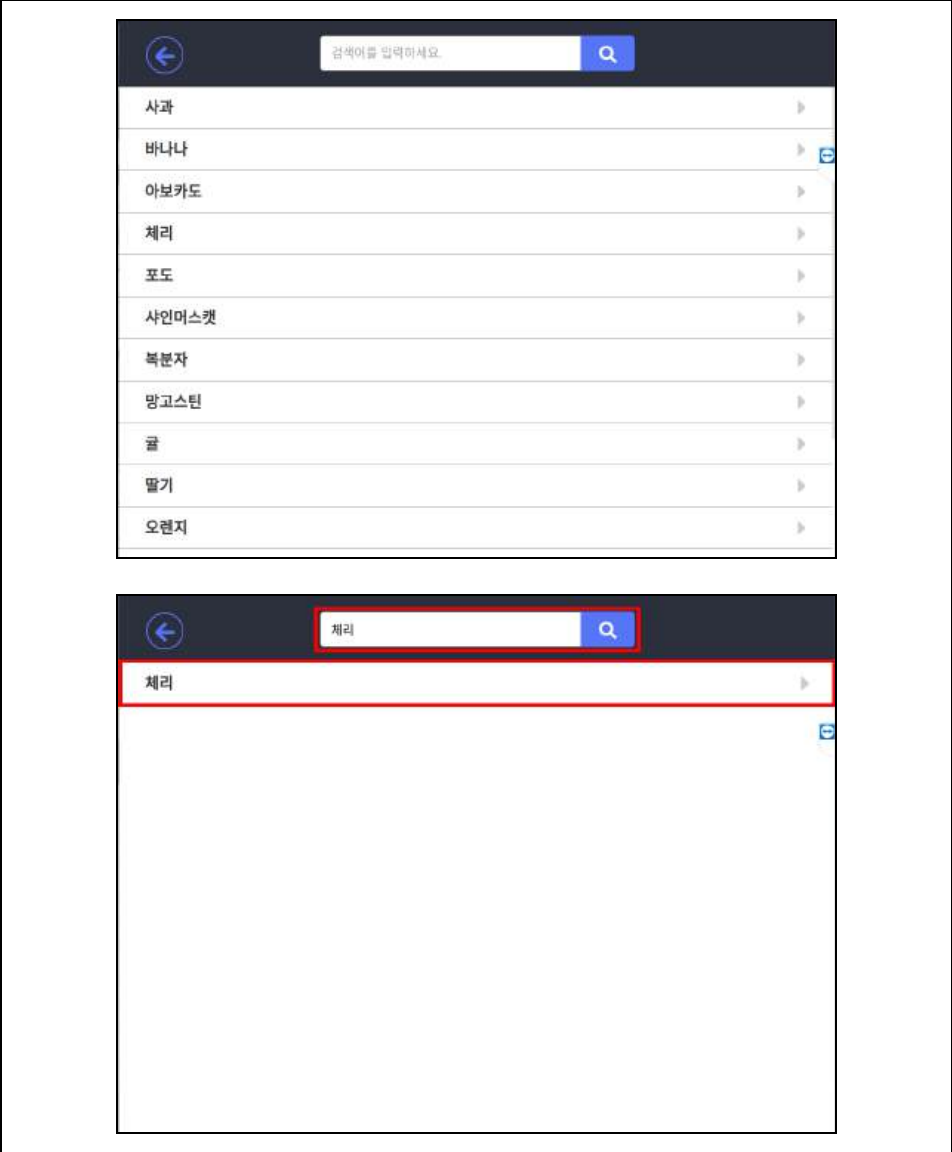 검색어를 입력하세요.
사과
바나나
아보카도
체리
포도
샤인머스캣
복분자
망고스틴
귤
딸기
오렌지
체리
체리